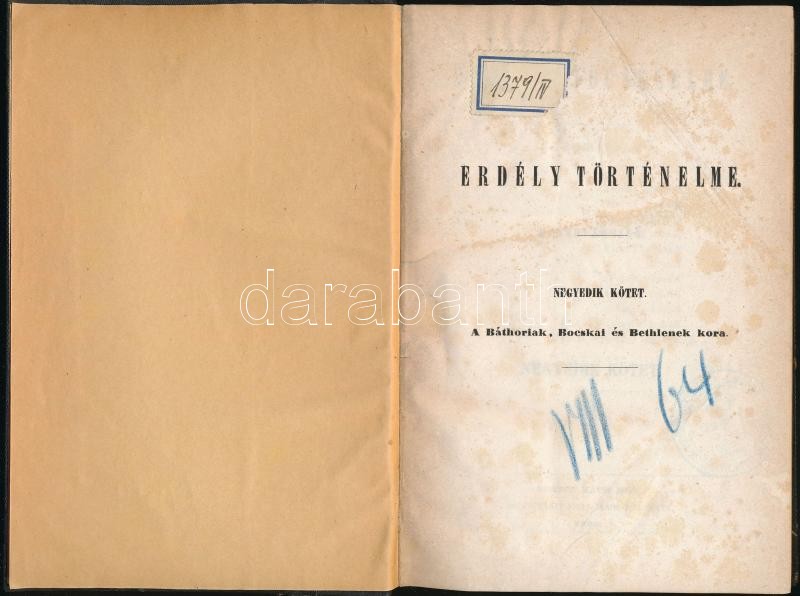 1379/IV
ERDÉLY TÖRTÉNELME.
NEGYEDIK KÖTET.
darabanth
A Báthoriak, Bocskai és Bethlenek kora.
VIII 64